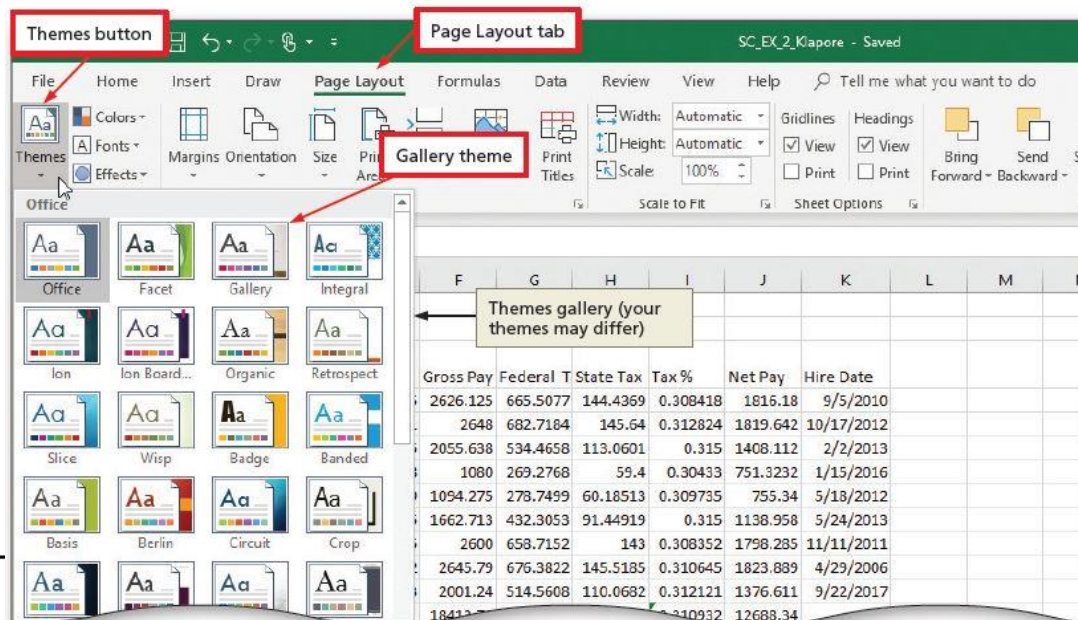 Themes button
Page Layout tab
SC_EX_2_Klapore - Saved
File Home Insert Draw Page Layout Formulas Data Review View Help Tell me what you want to do
Colors
Fonts
Effects
Themes
Margins Orientation Size
Gallery theme
Print
Titles
Width: Automatic
Height: Automatic
Scale: 100%
Scale to Fit
Gridlines Headings
View View
Print Print
Sheet Options
Bring Send
Forward Backward
Office
Office Facet Gallery Integral
Ion Ion Board... Organic Retrospect
Slice Wisp Badge Banded
Basis Berlin Circuit Crop
F G H I J K L M
Themes gallery (your
themes may differ)
Gross Pay Federal T State Tax Tax % Net Pay Hire Date
2626.125 665.5077 144.4369 0.308418 1816.18 9/5/2010
2648 682.7184 145.64 0.312824 1819.642 10/17/2012
2055.638 534.4658 113.0601 0.315 1408.112 2/2/2013
1080 269.2768 59.4 0.30433 751.3232 1/15/2016
1094.275 278.7499 60.18513 0.309735 755.34 5/18/2012
1662.713 432.3053 91.44919 0.315 1138.958 5/24/2013
2600 658.7152 143 0.308352 1798.285 11/11/2011
2645.79 676.3822 145.5185 0.310645 1823.889 4/29/2006
2001.24 514.5608 110.0682 0.312121 1376.611 9/22/2017
12688.34